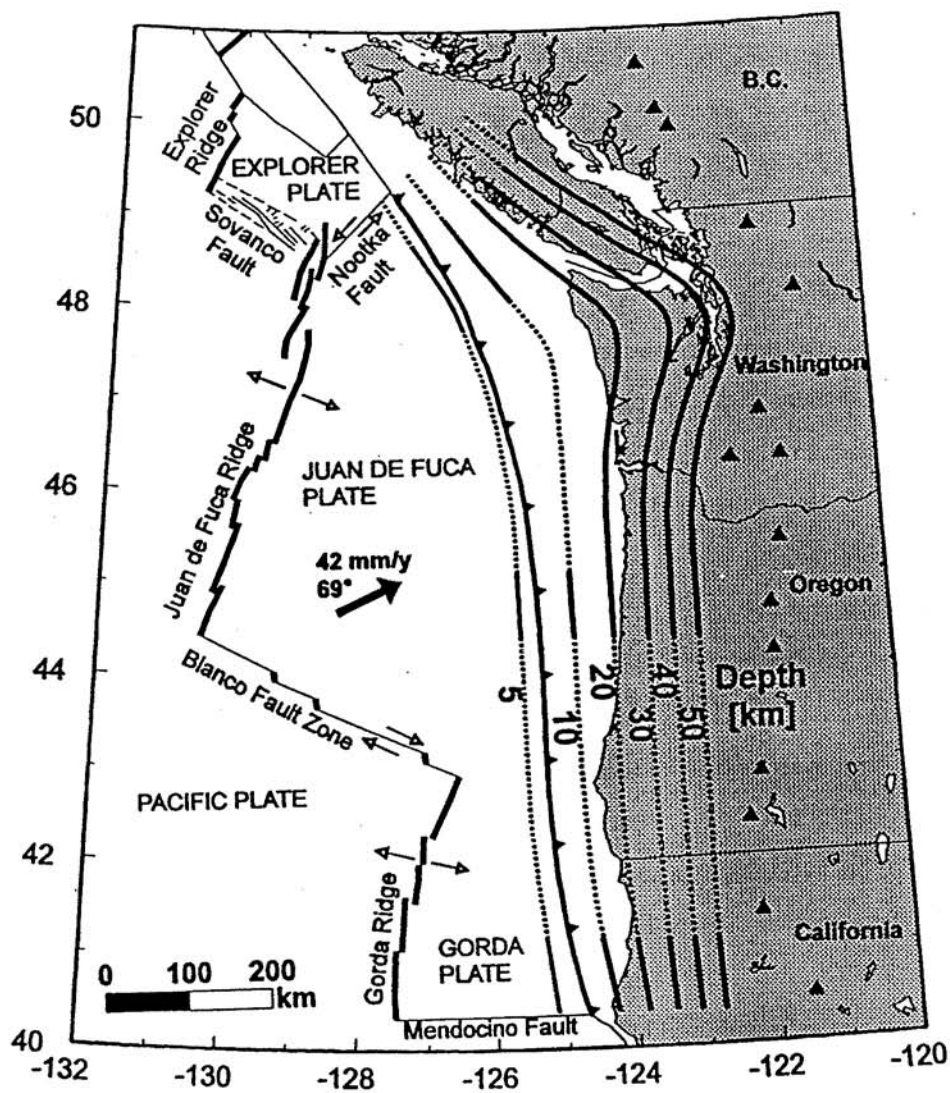 50
48
46
44
42
40
-132
-130
-128
-126
-124
-122
-120
B.C.
Explorer
Ridge
EXPLORER
PLATE
Sovanco
Fault
Nootka
Fault
Washington
Juan de Fuca Ridge
JUAN DE FUCA
PLATE
42 mm/y
69°
Oregon
Blanco Fault Zone
5
10
20
30
40
50
Depth
[km]
PACIFIC PLATE
Gorda Ridge
GORDA
PLATE
California
0 100 200
km
Mendocino Fault